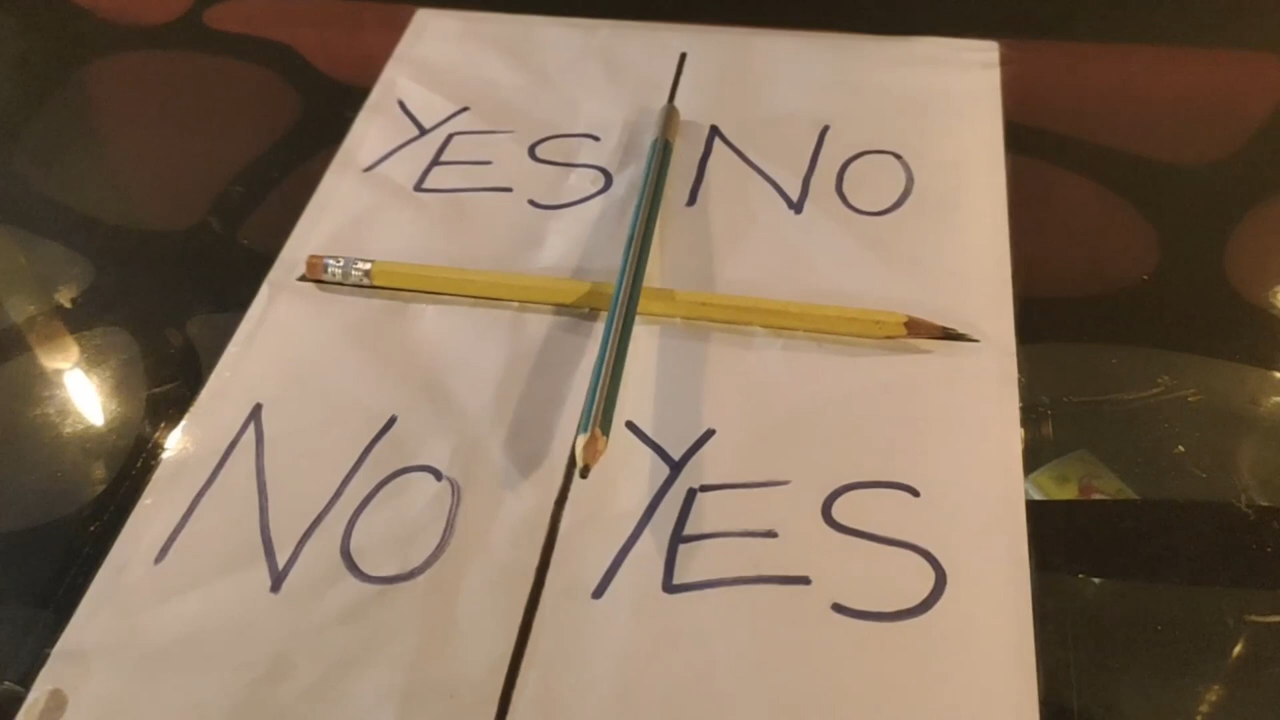 YES NO
NO YES